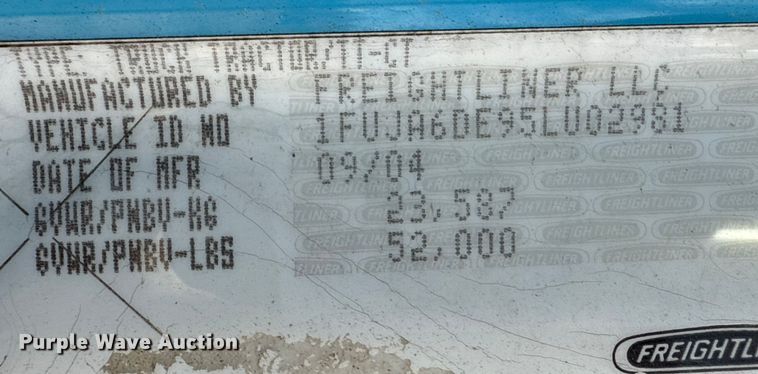 TYPE: TRUCK TRACTOR/TT-CT
MANUFACTURED BY FREIGHTLINER LLC
VEHICLE ID NO 1FUJA6DE95LU02981
DATE OF MFR 09/04
GVWR/PNBV-KG 23,587
GVWR/PNBV-LBS 52,000
Purple Wave Auction
FREIGHTLI